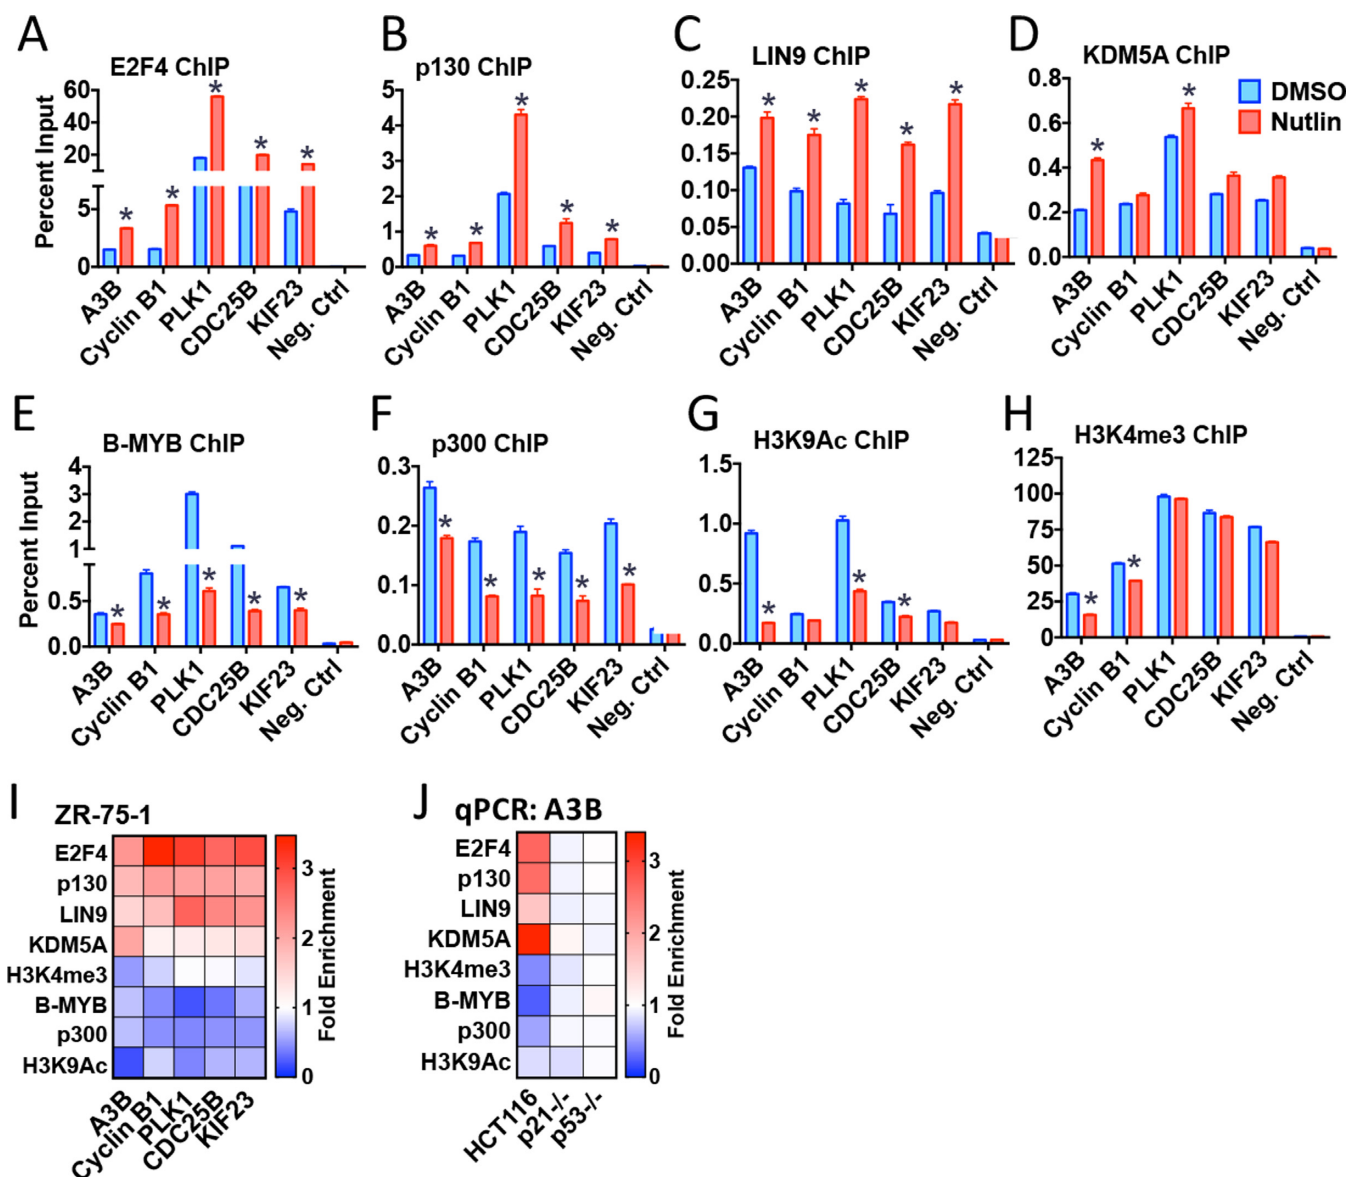 A
E2F4 ChIP
Percent Input
60
40
20
5
0
A3B
Cyclin B1
PLK1
CDC25B
KIF23
Neg. Ctrl
*
*
*
*
*
B
p130 ChIP
5
4
3
2
1
0
A3B
Cyclin B1
PLK1
CDC25B
KIF23
Neg. Ctrl
*
*
*
*
*
C
LIN9 ChIP
0.25
0.20
0.15
0.10
0.05
0.00
A3B
Cyclin B1
PLK1
CDC25B
KIF23
Neg. Ctrl
*
*
*
*
*
D
KDM5A ChIP
0.8
0.6
0.4
0.2
0.0
A3B
Cyclin B1
PLK1
CDC25B
KIF23
Neg. Ctrl
*
*
DMSO
Nutlin
E
B-MYB ChIP
Percent Input
4
3
2
1
0.5
0.0
A3B
Cyclin B1
PLK1
CDC25B
KIF23
Neg. Ctrl
*
*
*
*
*
F
p300 ChIP
0.3
0.2
0.1
0.0
A3B
Cyclin B1
PLK1
CDC25B
KIF23
Neg. Ctrl
*
*
*
*
*
G
H3K9Ac ChIP
1.5
1.0
0.5
0.0
A3B
Cyclin B1
PLK1
CDC25B
KIF23
Neg. Ctrl
*
*
*
H
H3K4me3 ChIP
125
100
75
50
25
0
A3B
Cyclin B1
PLK1
CDC25B
KIF23
Neg. Ctrl
*
*
I
ZR-75-1
E2F4
p130
LIN9
KDM5A
H3K4me3
B-MYB
p300
H3K9Ac
A3B
Cyclin B1
PLK1
CDC25B
KIF23
3
2
1
0
Fold Enrichment
J
qPCR: A3B
E2F4
p130
LIN9
KDM5A
H3K4me3
B-MYB
p300
H3K9Ac
HCT116
p21-/-
p53-/-
3
2
1
0
Fold Enrichment